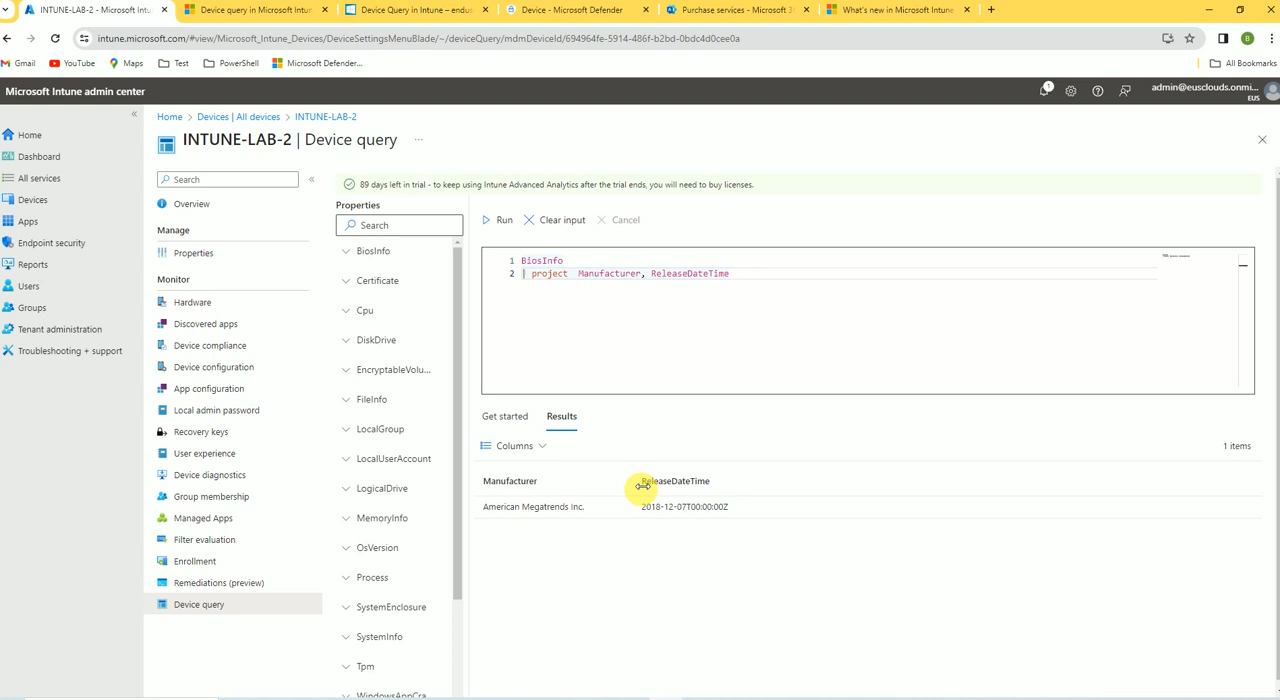 INTUNE-LAB-2 - Microsoft Intu
Device query in Microsoft Intun
Device Query in Intune – endus
Device - Microsoft Defender
Purchase services - Microsoft 3
What's new in Microsoft Intune
intune.microsoft.com/#view/Microsoft_Intune_Devices/DeviceSettingsMenuBlade/~/deviceQuery/mdmDeviceId/694964fe-5914-486f-b2bd-0bdc4d0cee0a
B
Gmail
YouTube
Maps
Test
PowerShell
Microsoft Defender...
All Bookmarks
Microsoft Intune admin center
1
admin@eusclouds.onmi...
EUS
Home
Dashboard
All services
Devices
Apps
Endpoint security
Reports
Users
Groups
Tenant administration
Troubleshooting + support
Home > Devices | All devices > INTUNE-LAB-2
INTUNE-LAB-2 | Device query ...
Search
Overview
Manage
Properties
Monitor
Hardware
Discovered apps
Device compliance
Device configuration
App configuration
Local admin password
Recovery keys
User experience
Device diagnostics
Group membership
Managed Apps
Filter evaluation
Enrollment
Remediations (preview)
Device query
89 days left in trial - to keep using Intune Advanced Analytics after the trial ends, you will need to buy licenses.
Properties
Search
BiosInfo
Certificate
Cpu
DiskDrive
EncryptableVolu...
FileInfo
LocalGroup
LocalUserAccount
LogicalDrive
MemoryInfo
OsVersion
Process
SystemEnclosure
SystemInfo
Tpm
WindowsAppCra
Run
Clear input
Cancel
1 BiosInfo
2 | project Manufacturer, ReleaseDateTime
Get started
Results
Columns
1 items
Manufacturer
ReleaseDateTime
American Megatrends Inc.
2018-12-07T00:00:00Z